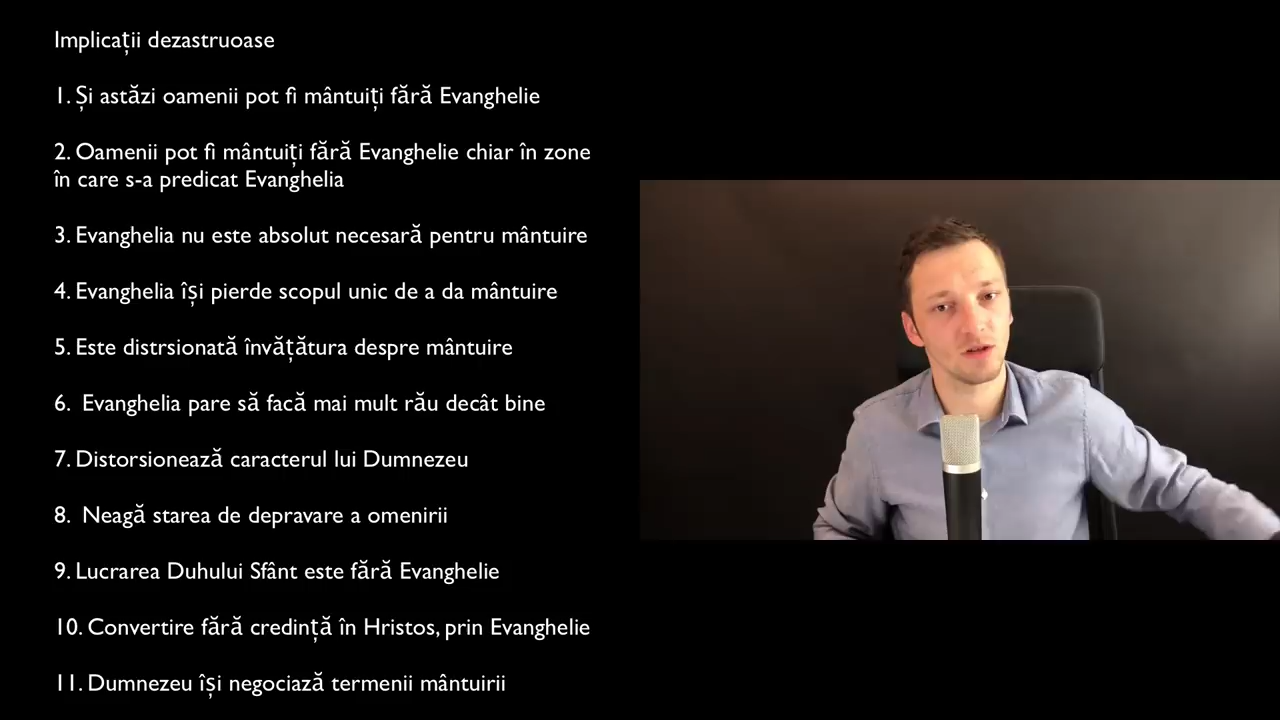 Implicații dezastruoase
1. Și astăzi oamenii pot fi mântuiți fără Evanghelie
2. Oamenii pot fi mântuiți fără Evanghelie chiar în zone
în care s-a predicat Evanghelia
3. Evanghelia nu este absolut necesară pentru mântuire
4. Evanghelia își pierde scopul unic de a da mântuire
5. Este distrsionată învățătura despre mântuire
6. Evanghelia pare să facă mai mult rău decât bine
7. Distorsionează caracterul lui Dumnezeu
8. Neagă starea de depravare a omenirii
9. Lucrarea Duhului Sfânt este fără Evanghelie
10. Convertire fără credință în Hristos, prin Evanghelie
11. Dumnezeu își negociază termenii mântuirii